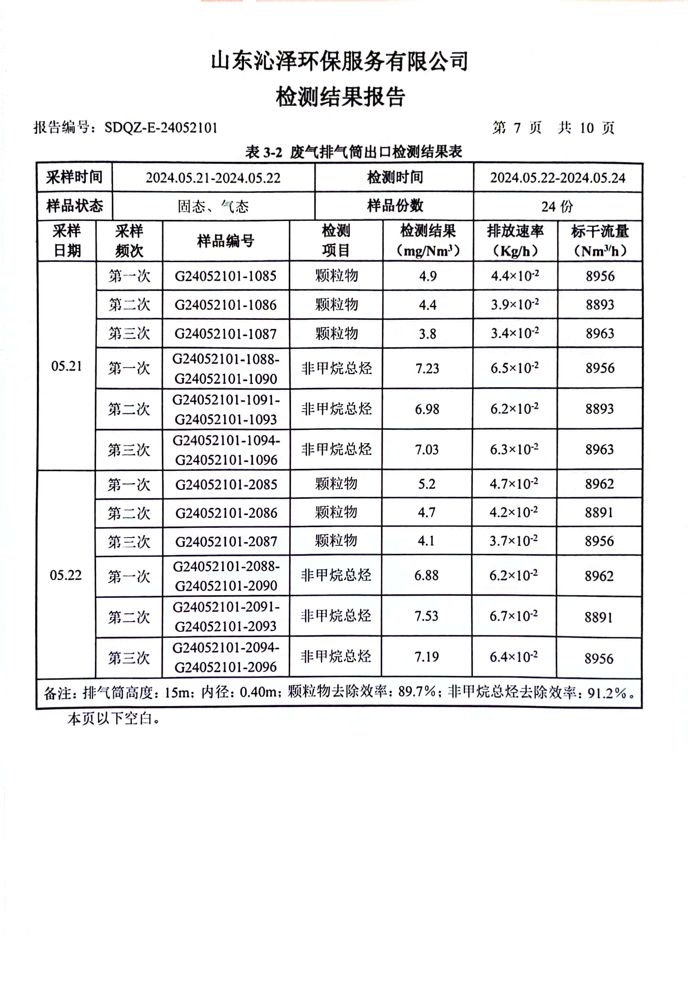 山东沁泽环保服务有限公司
检测结果报告
报告编号：SDQZ-E-24052101 第 7 页 共 10 页
表 3-2 废气排气筒出口检测结果表
采样时间 2024.05.21-2024.05.22 检测时间 2024.05.22-2024.05.24
样品状态 固态、气态 样品份数 24 份
采样日期 采样频次 样品编号 检测项目 检测结果（mg/Nm³） 排放速率（Kg/h） 标干流量（Nm³/h）
05.21
第一次 G24052101-1085 颗粒物 4.9 4.4×10⁻² 8956
第二次 G24052101-1086 颗粒物 4.4 3.9×10⁻² 8893
第三次 G24052101-1087 颗粒物 3.8 3.4×10⁻² 8963
第一次 G24052101-1088-G24052101-1090 非甲烷总烃 7.23 6.5×10⁻² 8956
第二次 G24052101-1091-G24052101-1093 非甲烷总烃 6.98 6.2×10⁻² 8893
第三次 G24052101-1094-G24052101-1096 非甲烷总烃 7.03 6.3×10⁻² 8963
05.22
第一次 G24052101-2085 颗粒物 5.2 4.7×10⁻² 8962
第二次 G24052101-2086 颗粒物 4.7 4.2×10⁻² 8891
第三次 G24052101-2087 颗粒物 4.1 3.7×10⁻² 8956
第一次 G24052101-2088-G24052101-2090 非甲烷总烃 6.88 6.2×10⁻² 8962
第二次 G24052101-2091-G24052101-2093 非甲烷总烃 7.53 6.7×10⁻² 8891
第三次 G24052101-2094-G24052101-2096 非甲烷总烃 7.19 6.4×10⁻² 8956
备注：排气筒高度：15m；内径：0.40m；颗粒物去除效率：89.7%；非甲烷总烃去除效率：91.2%。
本页以下空白。